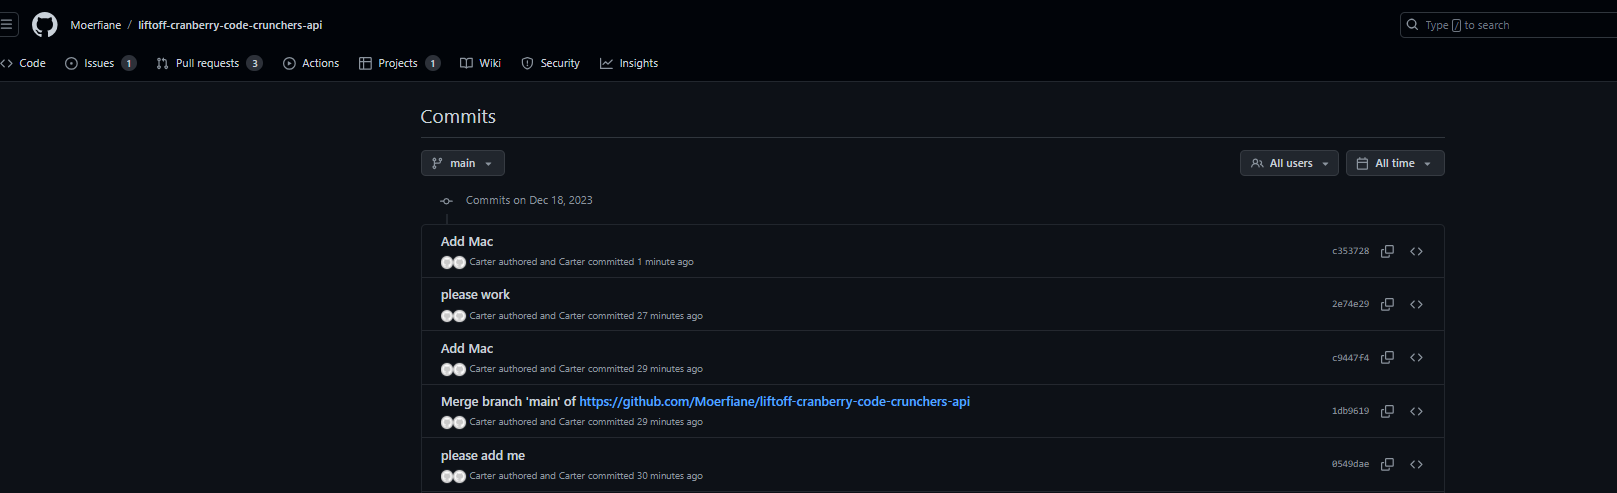 Moerfiane / liftoff-cranberry-code-crunchers-api
Type / to search
Code Issues 1 Pull requests 3 Actions Projects 1 Wiki Security Insights
Commits
main
All users All time
Commits on Dec 18, 2023
Add Mac
Carter authored and Carter committed 1 minute ago
c353728
please work
Carter authored and Carter committed 27 minutes ago
2e74e29
Add Mac
Carter authored and Carter committed 29 minutes ago
c9447f4
Merge branch 'main' of https://github.com/Moerfiane/liftoff-cranberry-code-crunchers-api
Carter authored and Carter committed 29 minutes ago
1db9619
please add me
Carter authored and Carter committed 30 minutes ago
0549dae